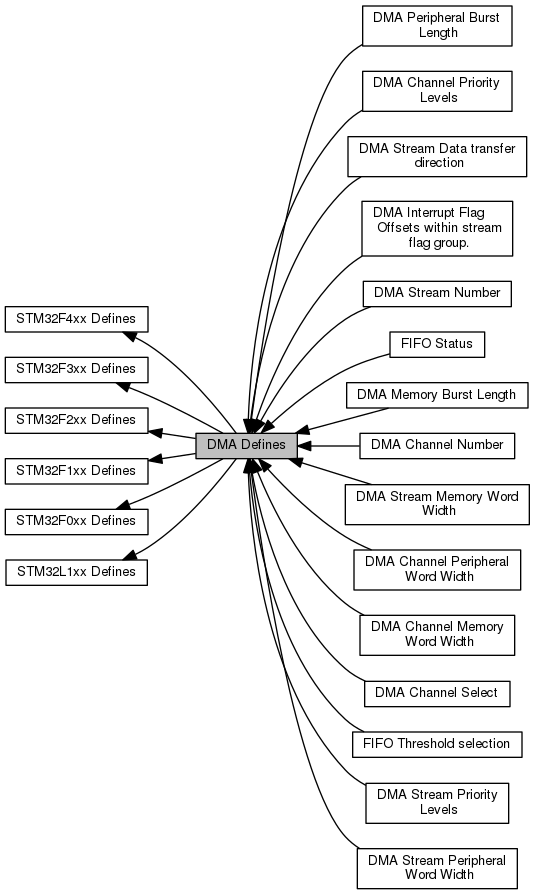 DMA Peripheral Burst
Length
DMA Channel Priority
Levels
DMA Stream Data transfer
direction
DMA Interrupt Flag
Offsets within stream
flag group.
DMA Stream Number
STM32F4xx Defines
FIFO Status
STM32F3xx Defines
DMA Memory Burst Length
STM32F2xx Defines
DMA Defines
DMA Channel Number
STM32F1xx Defines
DMA Stream Memory Word
Width
STM32F0xx Defines
DMA Channel Peripheral
Word Width
STM32L1xx Defines
DMA Channel Memory
Word Width
DMA Channel Select
FIFO Threshold selection
DMA Stream Priority
Levels
DMA Stream Peripheral
Word Width